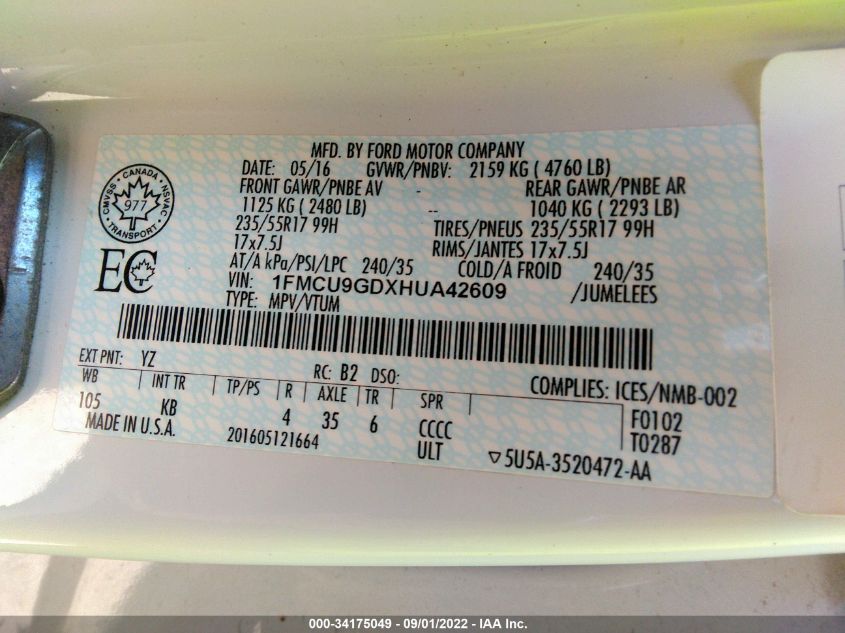 MFD. BY FORD MOTOR COMPANY
DATE: 05/16 GVWR/PNBV: 2159 KG ( 4760 LB)
FRONT GAWR/PNBE AV - REAR GAWR/PNBE AR
1125 KG ( 2480 LB) -- 1040 KG ( 2293 LB)
235/55R17 99H TIRES/PNEUS 235/55R17 99H
17x7.5J RIMS/JANTES 17x7.5J
AT/A kPa/PSI/LPC 240/35 COLD/A FROID 240/35
VIN: 1FMCU9GDXHUA42609 /JUMELEES
TYPE: MPV/VTUM
CANADA
CMVSS NSVAC
977
TRANSPORT
EC
EXT PNT: YZ RC: B2 DSO: COMPLIES: ICES/NMB-002
WB INT TR TP/PS R AXLE TR SPR F0102
105 KB 4 35 6 CCCC T0287
MADE IN U.S.A. 201605121664 ULT ▽5U5A-3520472-AA
000-34175049 - 09/01/2022 - IAA Inc.